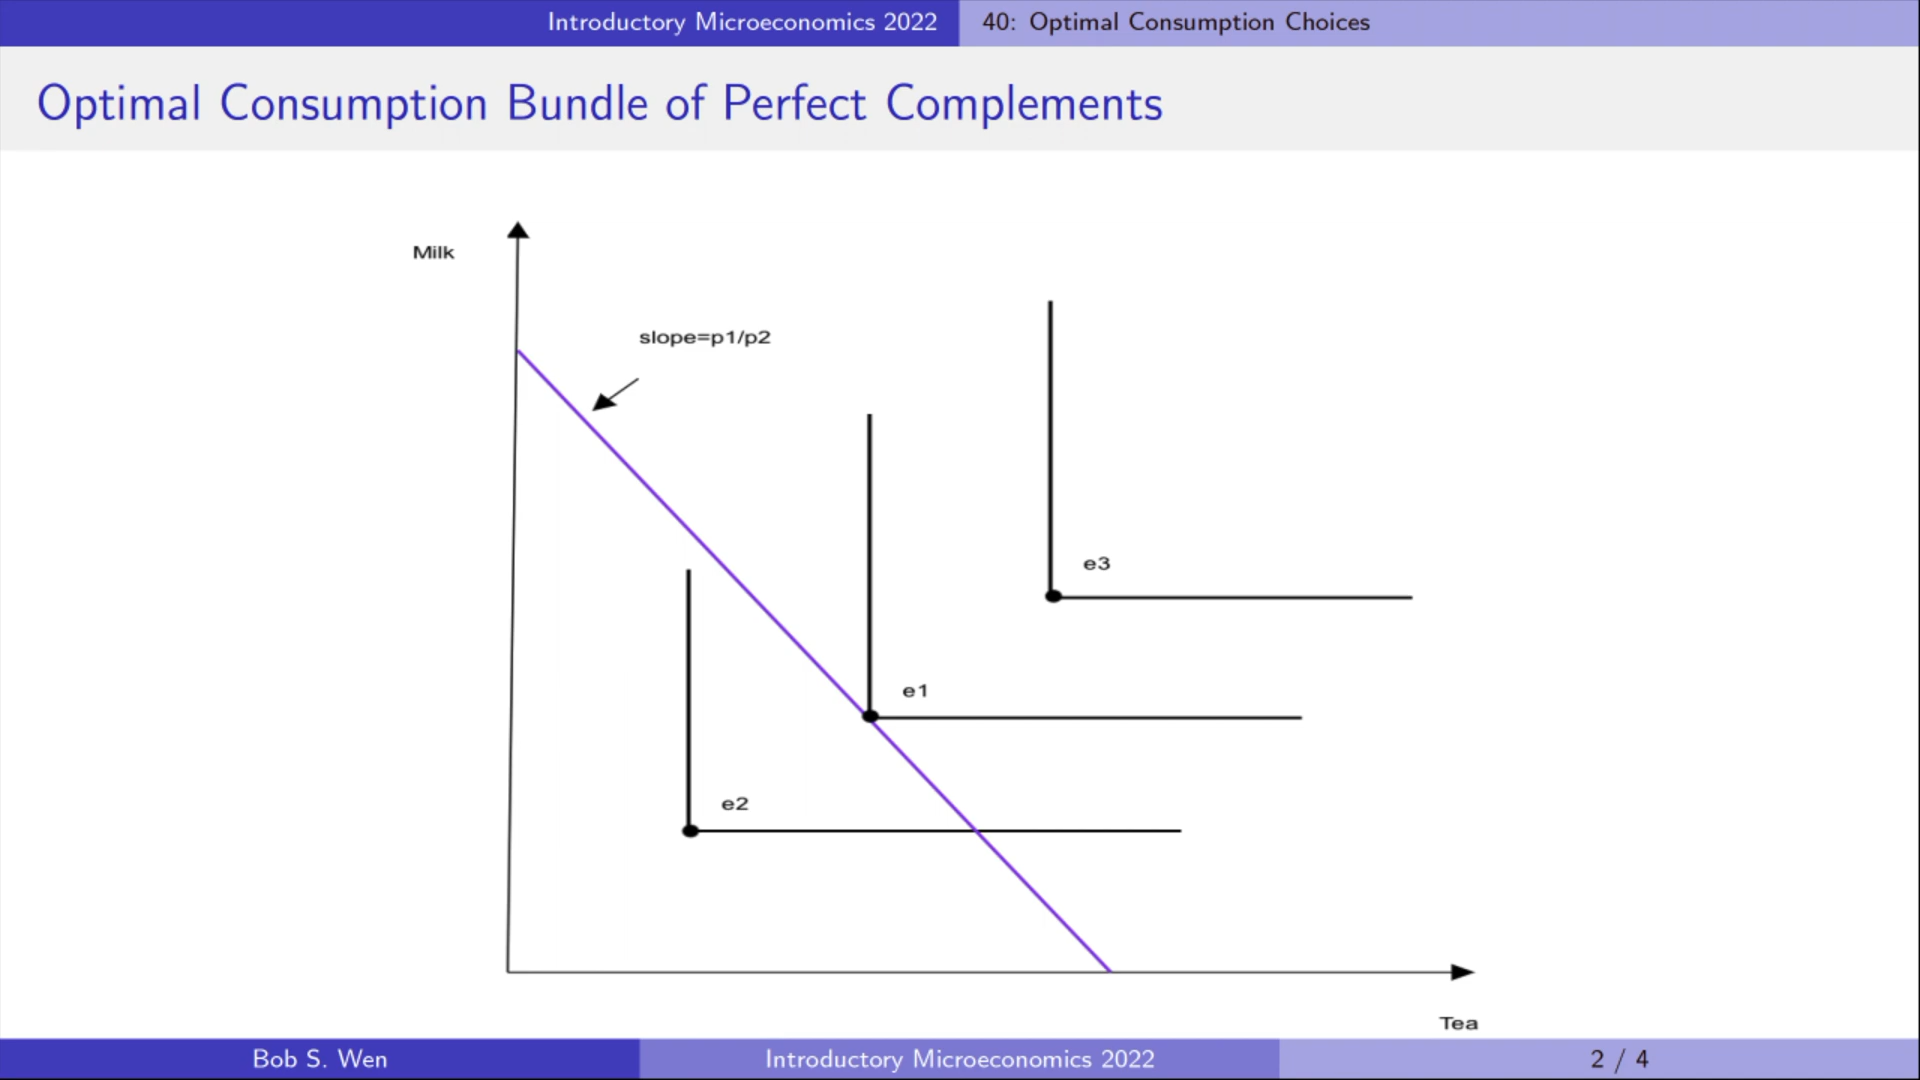 Introductory Microeconomics 2022
40: Optimal Consumption Choices
Optimal Consumption Bundle of Perfect Complements
Milk
slope=p1/p2
e3
e1
e2
Tea
Bob S. Wen
Introductory Microeconomics 2022
2 / 4